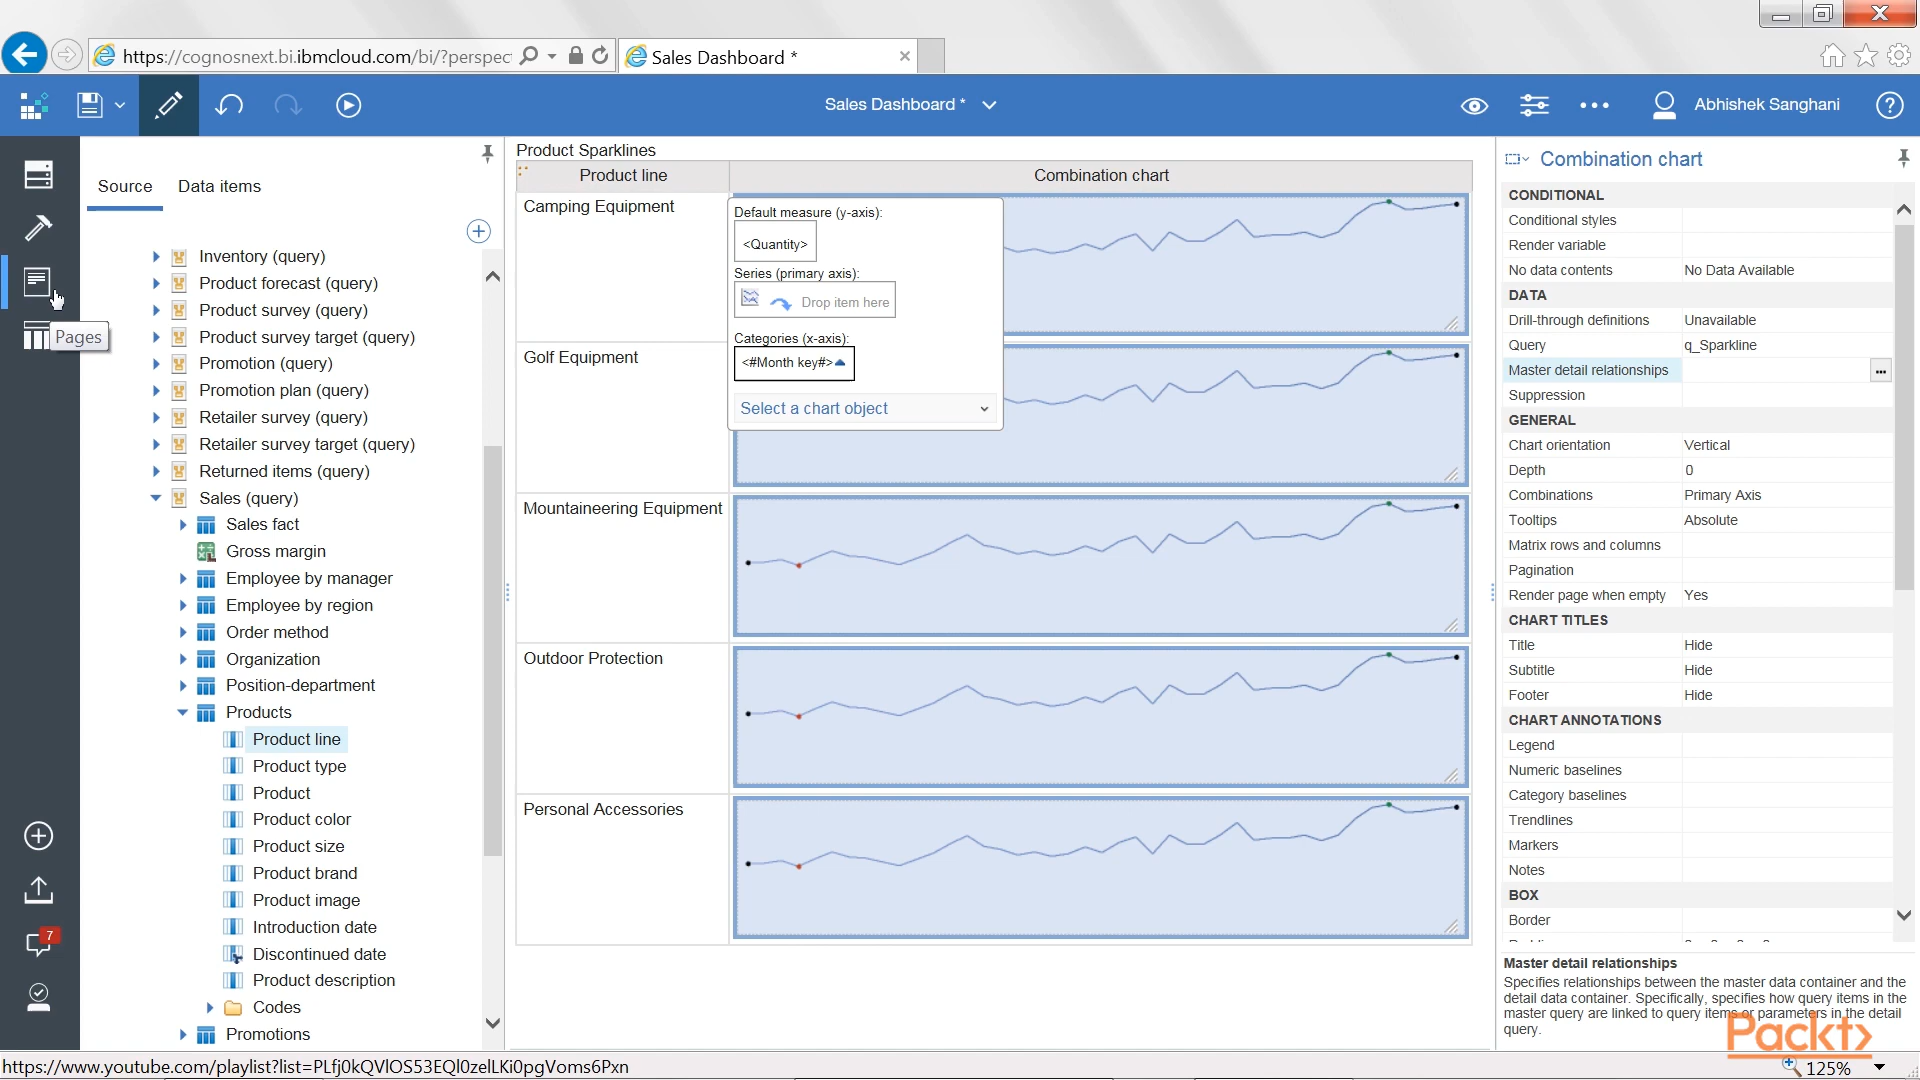 https://cognosnext.bi.ibmcloud.com/bi/?perspec
Sales Dashboard *
Sales Dashboard *
Abhishek Sanghani
Source
Data items
Pages
Inventory (query)
Product forecast (query)
Product survey (query)
Product survey target (query)
Promotion (query)
Promotion plan (query)
Retailer survey (query)
Retailer survey target (query)
Returned items (query)
Sales (query)
Sales fact
Gross margin
Employee by manager
Employee by region
Order method
Organization
Position-department
Products
Product line
Product type
Product
Product color
Product size
Product brand
Product image
Introduction date
Discontinued date
Product description
Codes
Promotions
7
Product Sparklines
Product line
Combination chart
Camping Equipment
Golf Equipment
Mountaineering Equipment
Outdoor Protection
Personal Accessories
Default measure (y-axis):
<Quantity>
Series (primary axis):
Drop item here
Categories (x-axis):
<#Month key#>
Select a chart object
Combination chart
CONDITIONAL
Conditional styles
Render variable
No data contents No Data Available
DATA
Drill-through definitions Unavailable
Query q_Sparkline
Master detail relationships ...
Suppression
GENERAL
Chart orientation Vertical
Depth 0
Combinations Primary Axis
Tooltips Absolute
Matrix rows and columns
Pagination
Render page when empty Yes
CHART TITLES
Title Hide
Subtitle Hide
Footer Hide
CHART ANNOTATIONS
Legend
Numeric baselines
Category baselines
Trendlines
Markers
Notes
BOX
Border
Master detail relationships
Specifies relationships between the master data container and the
detail data container. Specifically, specifies how query items in the
master query are linked to query items or parameters in the detail
query.
Packt>
https://www.youtube.com/playlist?list=PLfj0kQVlOS53EQl0zelLKi0pgVoms6Pxn
125%